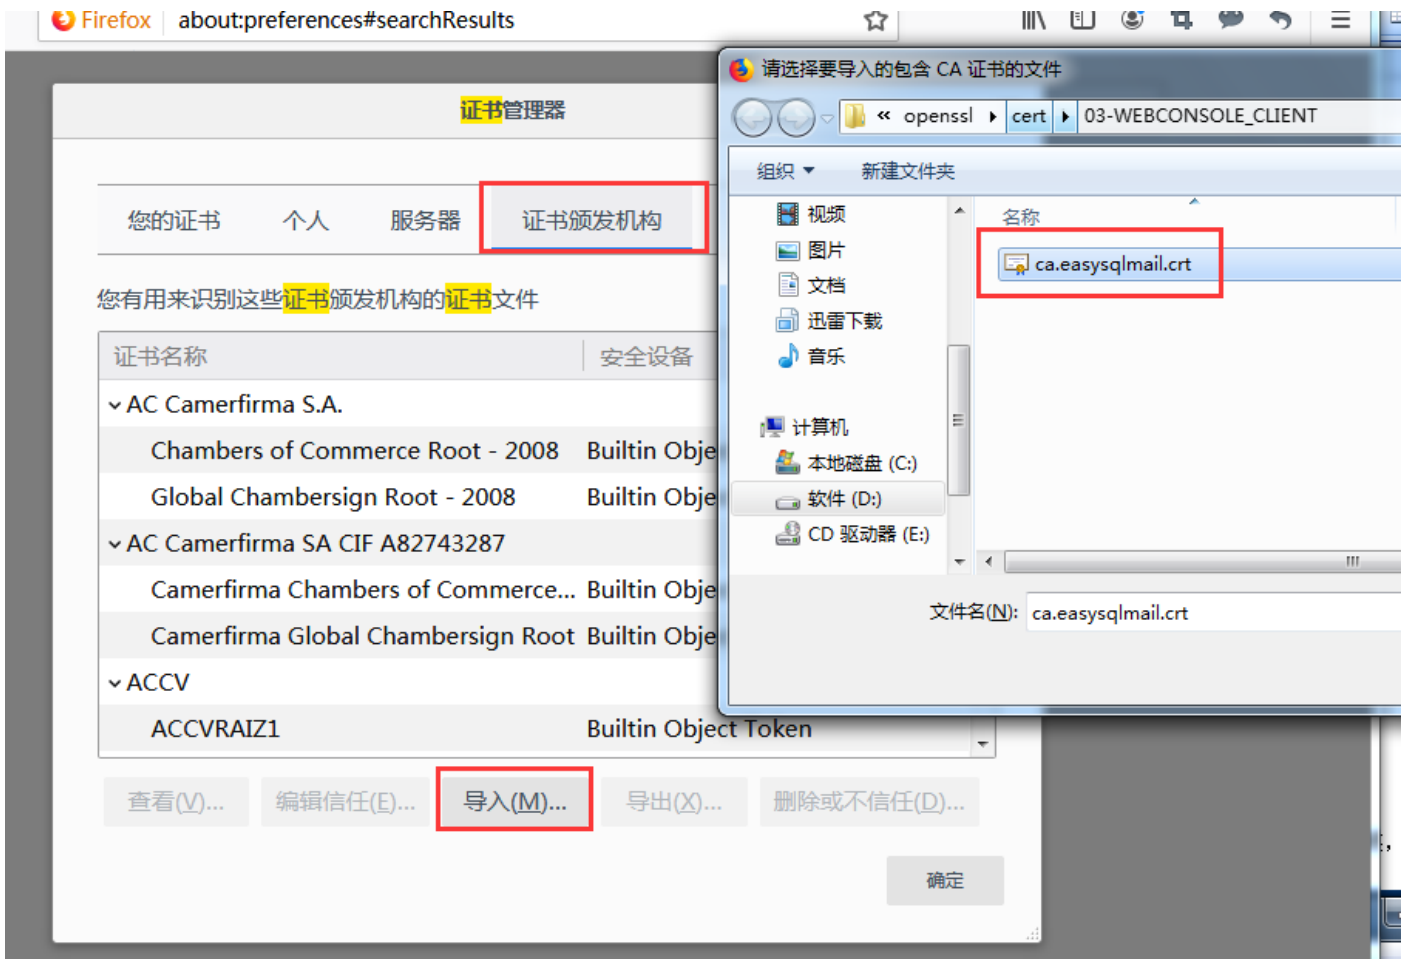 Firefox about:preferences#searchResults
证书管理器
您的证书 个人 服务器 证书颁发机构
您有用来识别这些证书颁发机构的证书文件
证书名称 安全设备
AC Camerfirma S.A.
Chambers of Commerce Root - 2008 Builtin Obje
Global Chambersign Root - 2008 Builtin Obje
AC Camerfirma SA CIF A82743287
Camerfirma Chambers of Commerce... Builtin Obje
Camerfirma Global Chambersign Root Builtin Obje
ACCV
ACCVRAIZ1 Builtin Object Token
查看(V)... 编辑信任(E)... 导入(M)... 导出(X)... 删除或不信任(D)...
确定
请选择要导入的包含 CA 证书的文件
« openssl cert 03-WEBCONSOLE_CLIENT
组织 新建文件夹
视频
图片
文档
迅雷下载
音乐
计算机
本地磁盘 (C:)
软件 (D:)
CD 驱动器 (E:)
名称
ca.easysqlmail.crt
文件名(N): ca.easysqlmail.crt